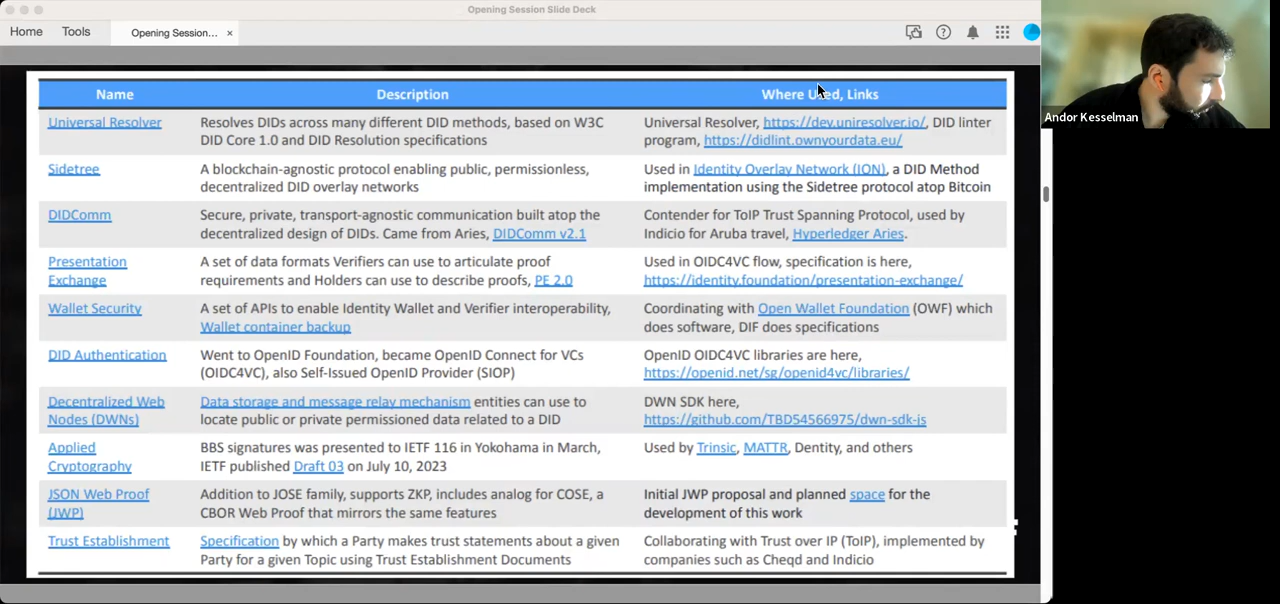 Opening Session Slide Deck
Home Tools Opening Session... ×
Andor Kesselman
Name Description Where Used, Links
Universal Resolver
Resolves DIDs across many different DID methods, based on W3C
DID Core 1.0 and DID Resolution specifications
Universal Resolver, https://dev.uniresolver.io/, DID linter
program, https://didlint.ownyourdata.eu/
Sidetree
A blockchain-agnostic protocol enabling public, permissionless,
decentralized DID overlay networks
Used in Identity Overlay Network (ION), a DID Method
implementation using the Sidetree protocol atop Bitcoin
DIDComm
Secure, private, transport-agnostic communication built atop the
decentralized design of DIDs. Came from Aries, DIDComm v2.1
Contender for ToIP Trust Spanning Protocol, used by
Indicio for Aruba travel, Hyperledger Aries.
Presentation
Exchange
A set of data formats Verifiers can use to articulate proof
requirements and Holders can use to describe proofs, PE 2.0
Used in OIDC4VC flow, specification is here,
https://identity.foundation/presentation-exchange/
Wallet Security
A set of APIs to enable Identity Wallet and Verifier interoperability,
Wallet container backup
Coordinating with Open Wallet Foundation (OWF) which
does software, DIF does specifications
DID Authentication
Went to OpenID Foundation, became OpenID Connect for VCs
(OIDC4VC), also Self-Issued OpenID Provider (SIOP)
OpenID OIDC4VC libraries are here,
https://openid.net/sg/openid4vc/libraries/
Decentralized Web
Nodes (DWNs)
Data storage and message relay mechanism entities can use to
locate public or private permissioned data related to a DID
DWN SDK here,
https://github.com/TBD54566975/dwn-sdk-js
Applied
Cryptography
BBS signatures was presented to IETF 116 in Yokohama in March,
IETF published Draft 03 on July 10, 2023
Used by Trinsic, MATTR, Dentity, and others
JSON Web Proof
(JWP)
Addition to JOSE family, supports ZKP, includes analog for COSE, a
CBOR Web Proof that mirrors the same features
Initial JWP proposal and planned space for the
development of this work
Trust Establishment
Specification by which a Party makes trust statements about a given
Party for a given Topic using Trust Establishment Documents
Collaborating with Trust over IP (ToIP), implemented by
companies such as Cheqd and Indicio